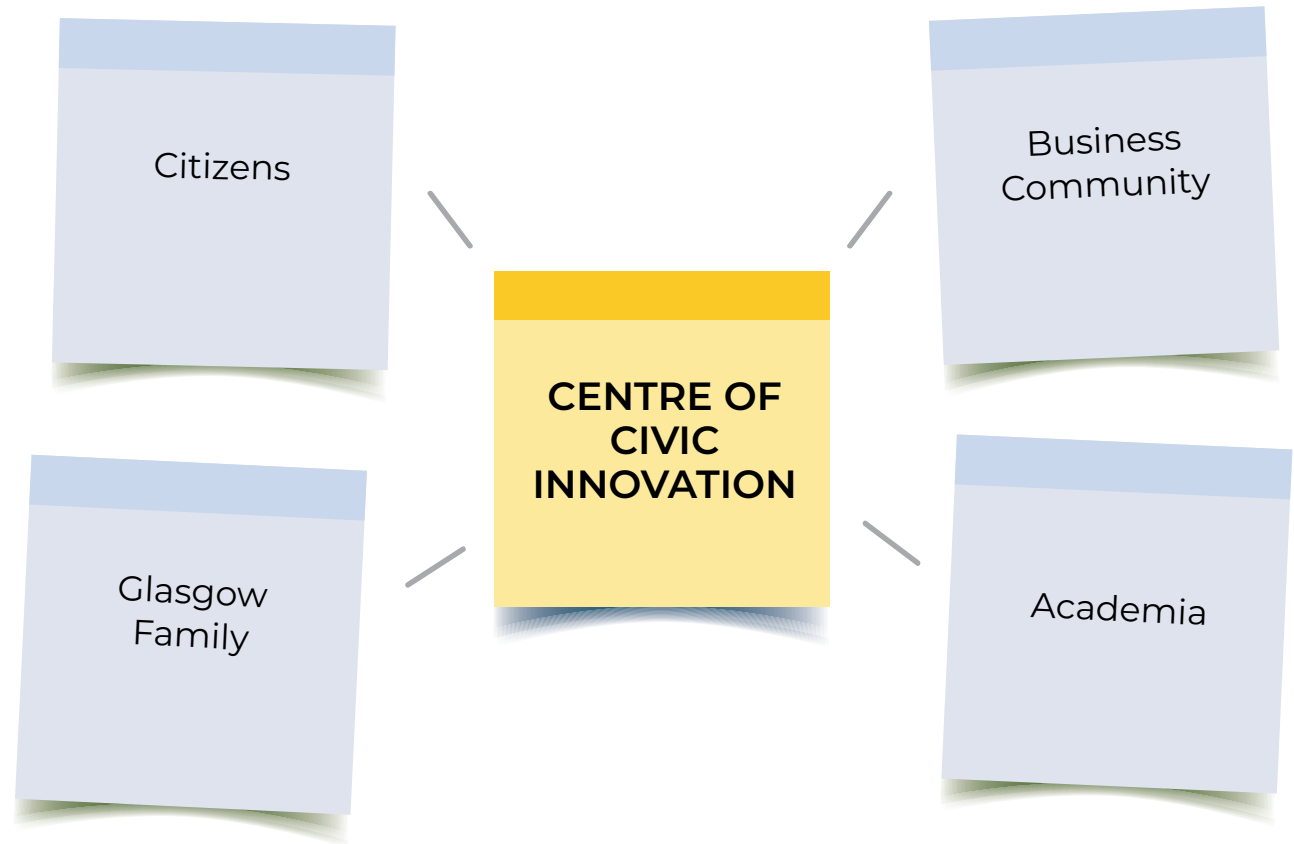 Citizens
Business
Community
CENTRE OF
CIVIC
INNOVATION
Glasgow
Family
Academia